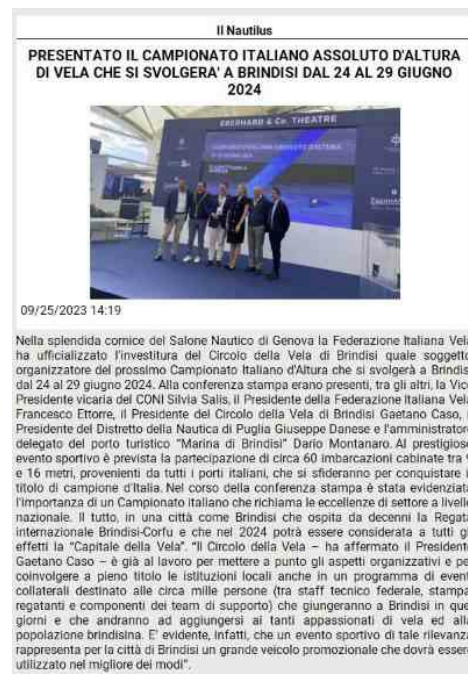 Il Nautilus
PRESENTATO IL CAMPIONATO ITALIANO ASSOLUTO D'ALTURA
DI VELA CHE SI SVOLGERA' A BRINDISI DAL 24 AL 29 GIUGNO
2024
EBERHARD & Co. THEATRE
09/25/2023 14:19
Nella splendida cornice del Salone Nautico di Genova la Federazione Italiana Vela
ha ufficializzato l'investitura del Circolo della Vela di Brindisi quale soggetto
organizzatore del prossimo Campionato Italiano d'Altura che si svolgerà a Brindisi
dal 24 al 29 giugno 2024. Alla conferenza stampa erano presenti, tra gli altri, la Vice
Presidente vicaria del CONI Silvia Salis, il Presidente della Federazione Italiana Vela
Francesco Ettorre, il Presidente del Circolo della Vela di Brindisi Gaetano Caso,
Presidente del Distretto della Nautica di Puglia Giuseppe Danese e l'amministratore
delegato del porto turistico "Marina di Brindisi" Dario Montanaro. Al prestigioso
evento sportivo è prevista la partecipazione di circa 60 imbarcazioni cabinate tra
e 16 metri, provenienti da tutti i porti italiani, che si sfideranno per conquistare
titolo di campione d'Italia. Nel corso della conferenza stampa è stata evidenziata
l'importanza di un Campionato italiano che richiama le eccellenze di settore a livello
nazionale. Il tutto, in una città come Brindisi che ospita da decenni la Regata
internazionale Brindisi-Corfu e che nel 2024 potrà essere considerata a tutti gli
effetti la "Capitale della Vela". "Il Circolo della Vela – ha affermato il Presidente
Gaetano Caso – è già al lavoro per mettere a punto gli aspetti organizzativi e per
coinvolgere a pieno titolo le istituzioni locali anche in un programma di eventi
collaterali destinato alle circa mille persone (tra staff tecnico federale, stampa,
regatanti e componenti dei team di supporto) che giungeranno a Brindisi in quei
giorni e che andranno ad aggiungersi ai tanti appassionati di vela ed alla
popolazione brindisina. E' evidente, infatti, che un evento sportivo di tale rilevanza
rappresenta per la città di Brindisi un grande veicolo promozionale che dovrà essere
utilizzato nel migliore dei modi".